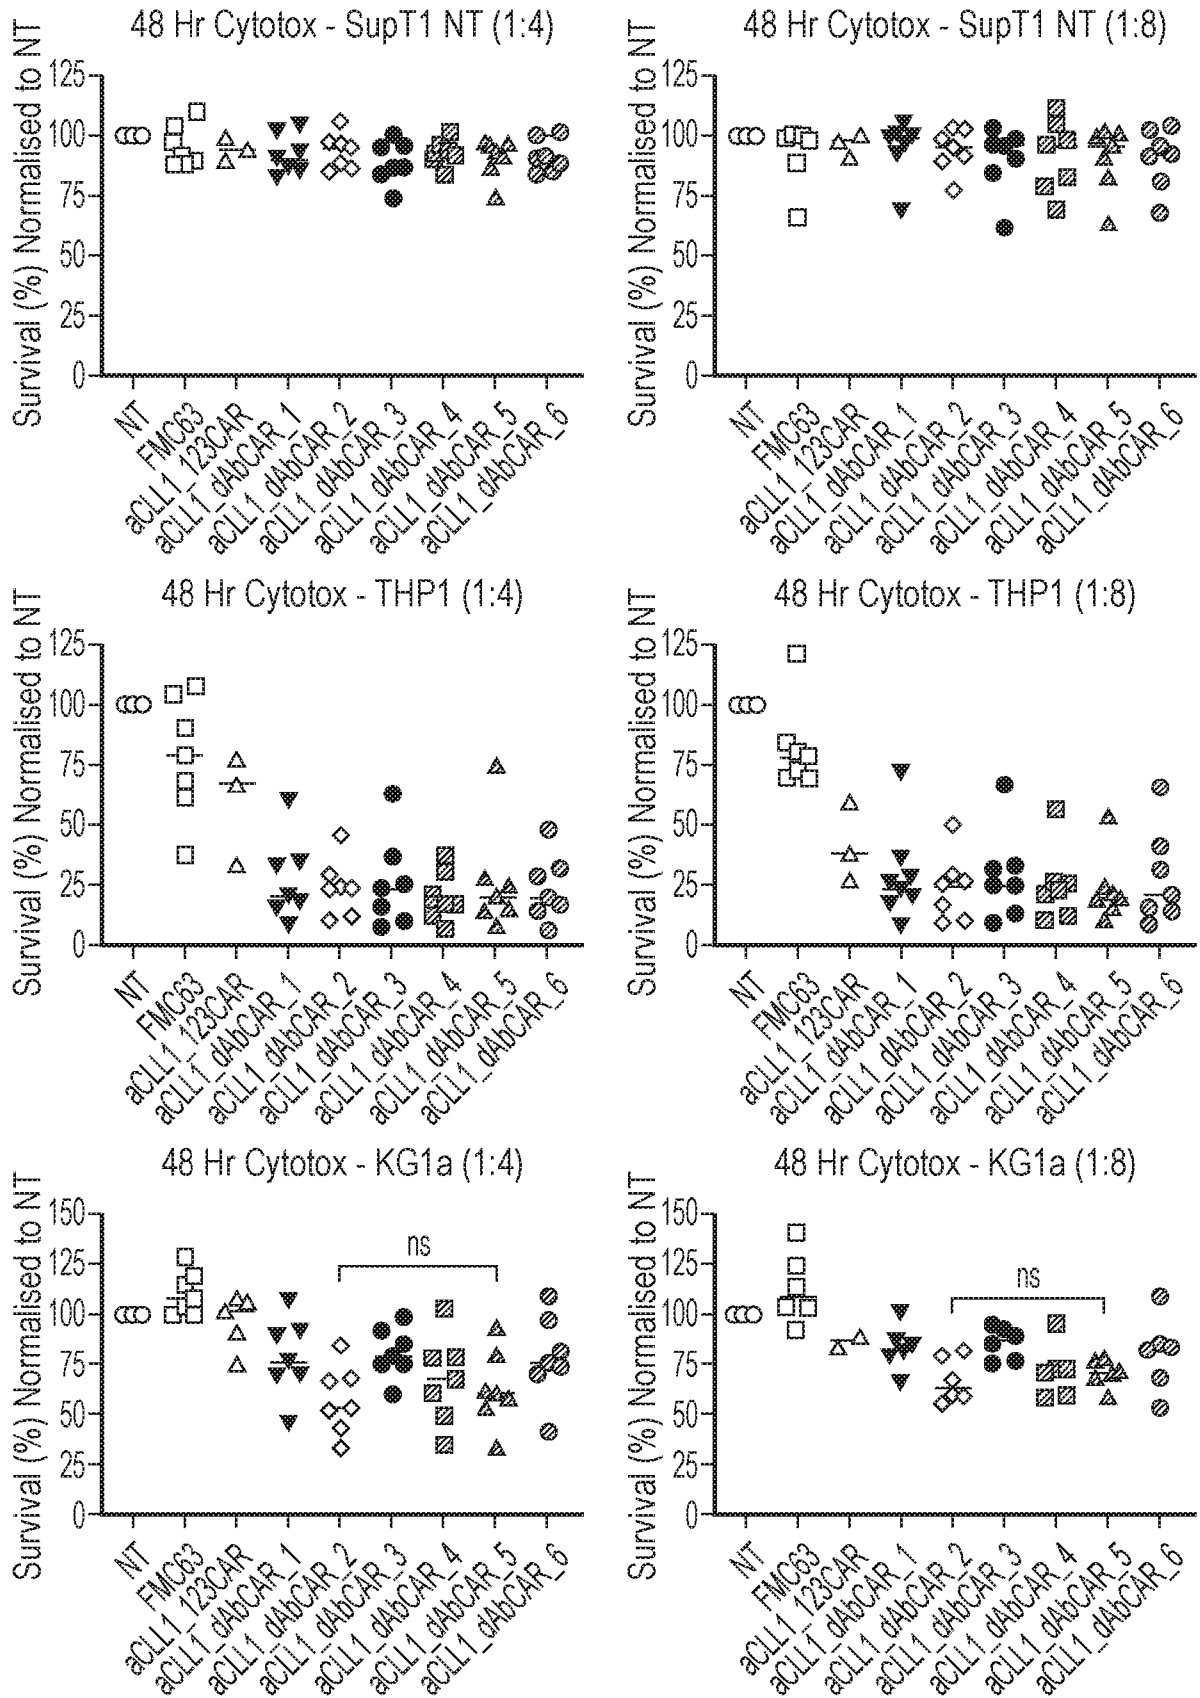 48 Hr Cytotox - SupT1 NT (1:4)
Survival (%) Normalised to NT
125
100
75
50
25
0
NT
FMC63
aCLL1_123CAR
aCLL1_dAbCAR_1
aCLL1_dAbCAR_2
aCLL1_dAbCAR_3
aCLL1_dAbCAR_4
aCLL1_dAbCAR_5
aCLL1_dAbCAR_6
48 Hr Cytotox - SupT1 NT (1:8)
Survival (%) Normalised to NT
125
100
75
50
25
0
NT
FMC63
aCLL1_123CAR
aCLL1_dAbCAR_1
aCLL1_dAbCAR_2
aCLL1_dAbCAR_3
aCLL1_dAbCAR_4
aCLL1_dAbCAR_5
aCLL1_dAbCAR_6
48 Hr Cytotox - THP1 (1:4)
Survival (%) Normalised to NT
125
100
75
50
25
0
NT
FMC63
aCLL1_123CAR
aCLL1_dAbCAR_1
aCLL1_dAbCAR_2
aCLL1_dAbCAR_3
aCLL1_dAbCAR_4
aCLL1_dAbCAR_5
aCLL1_dAbCAR_6
48 Hr Cytotox - THP1 (1:8)
Survival (%) Normalised to NT
125
100
75
50
25
0
NT
FMC63
aCLL1_123CAR
aCLL1_dAbCAR_1
aCLL1_dAbCAR_2
aCLL1_dAbCAR_3
aCLL1_dAbCAR_4
aCLL1_dAbCAR_5
aCLL1_dAbCAR_6
48 Hr Cytotox - KG1a (1:4)
Survival (%) Normalised to NT
150
125
100
75
50
25
0
ns
NT
FMC63
aCLL1_123CAR
aCLL1_dAbCAR_1
aCLL1_dAbCAR_2
aCLL1_dAbCAR_3
aCLL1_dAbCAR_4
aCLL1_dAbCAR_5
aCLL1_dAbCAR_6
48 Hr Cytotox - KG1a (1:8)
Survival (%) Normalised to NT
150
125
100
75
50
25
0
ns
NT
FMC63
aCLL1_123CAR
aCLL1_dAbCAR_1
aCLL1_dAbCAR_2
aCLL1_dAbCAR_3
aCLL1_dAbCAR_4
aCLL1_dAbCAR_5
aCLL1_dAbCAR_6